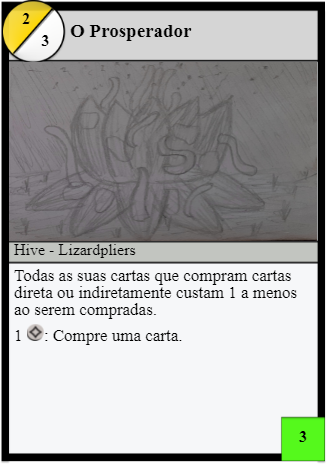 2
3
O Prosperador
Hive - Lizardpliers
Todas as suas cartas que compram cartas
direta ou indiretamente custam 1 a menos
ao serem compradas.
1 : Compre uma carta.
3